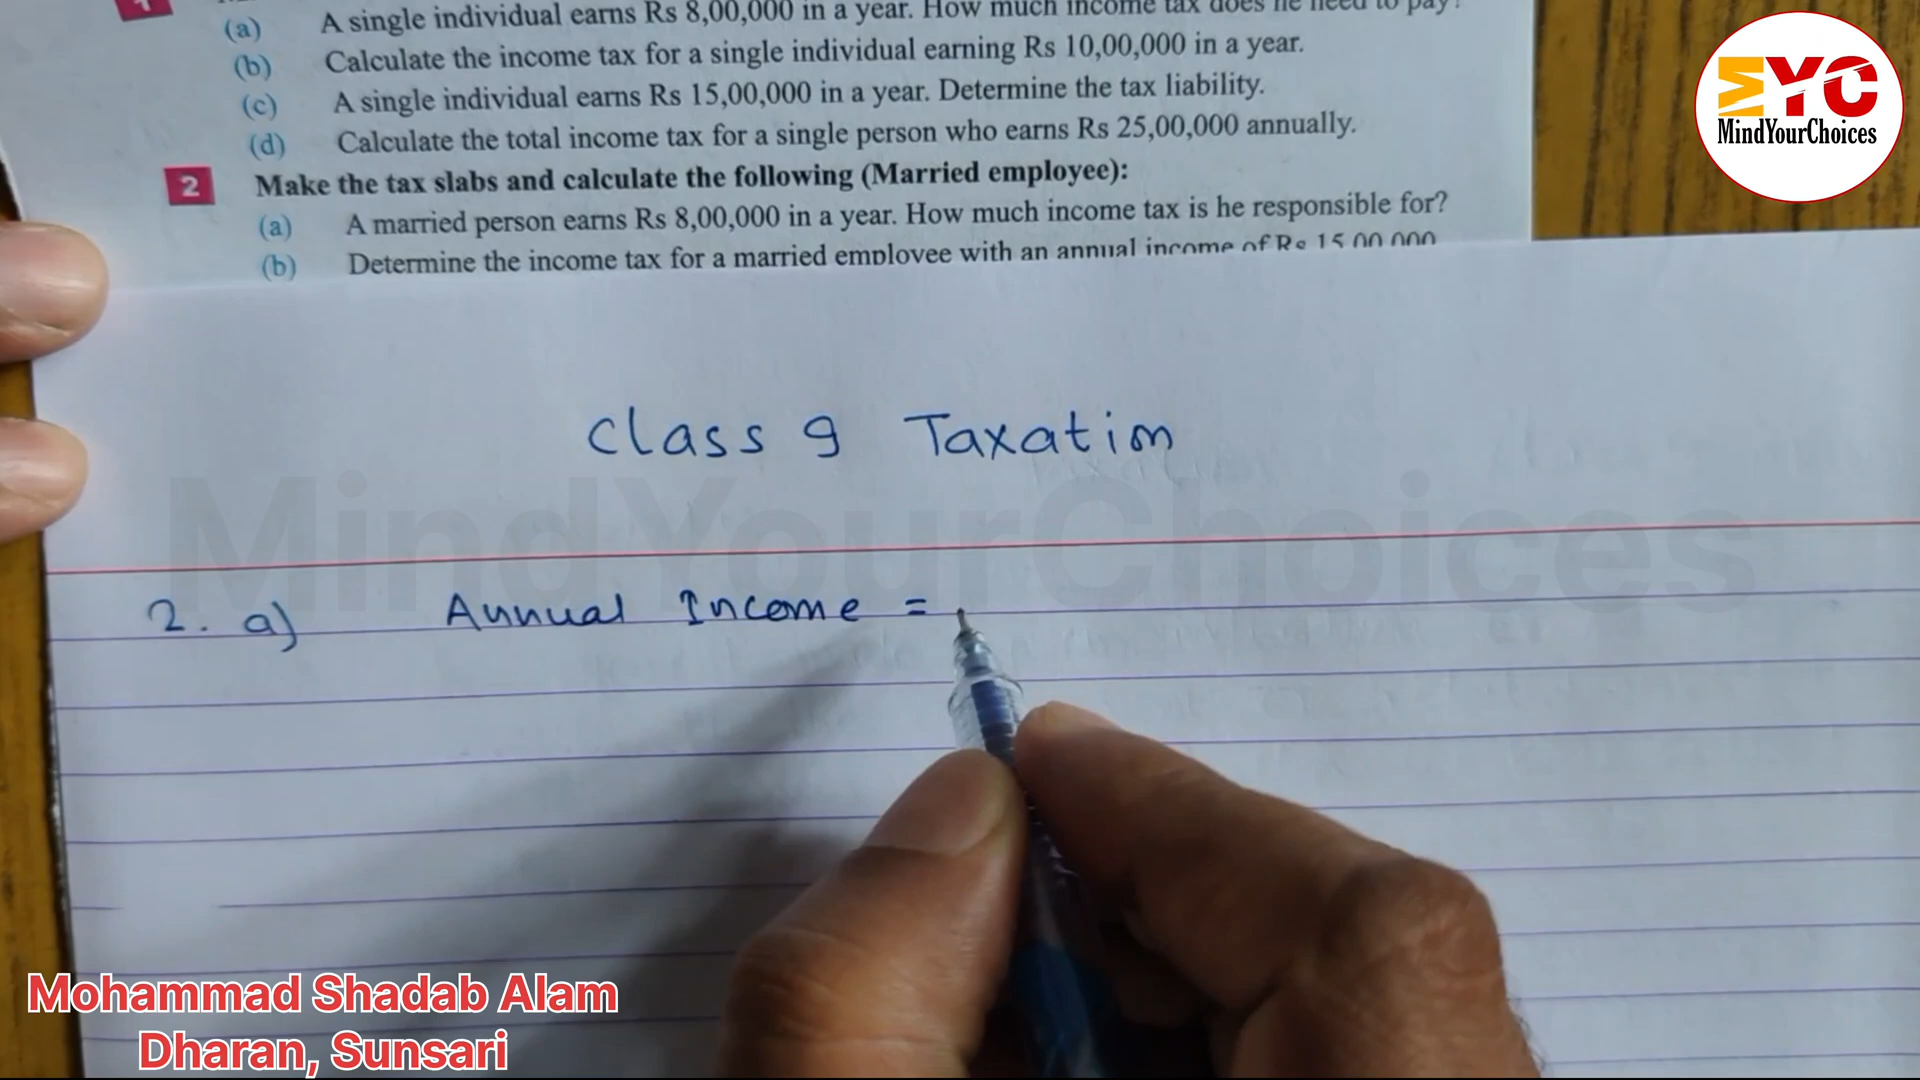 1
(a) A single individual earns Rs 8,00,000 in a year. How much income tax does he need to pay?
(b) Calculate the income tax for a single individual earning Rs 10,00,000 in a year.
(c) A single individual earns Rs 15,00,000 in a year. Determine the tax liability.
(d) Calculate the total income tax for a single person who earns Rs 25,00,000 annually.
2 Make the tax slabs and calculate the following (Married employee):
(a) A married person earns Rs 8,00,000 in a year. How much income tax is he responsible for?
(b) Determine the income tax for a married employee with an annual income of Rs 15,00,000
MYC
MindYourChoices
Class 9 Taxation
MindYourChoices
2. a) Annual Income =
Mohammad Shadab Alam
Dharan, Sunsari